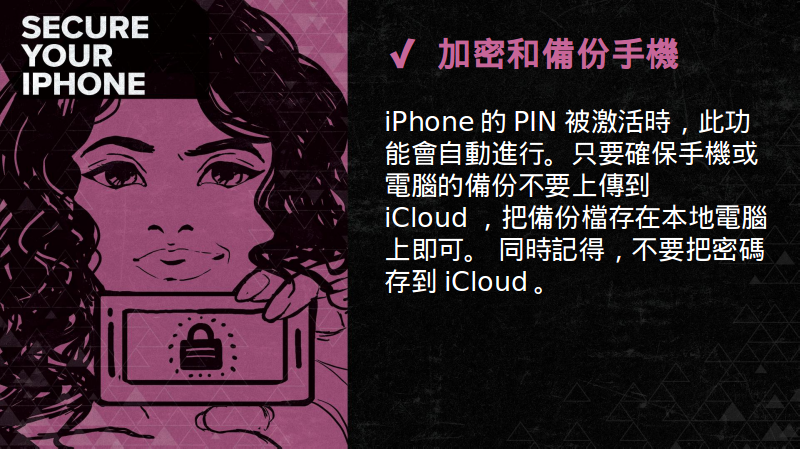 SECURE
YOUR
IPHONE
✓ 加密和備份手機
iPhone 的 PIN 被激活時，此功
能會自動進行。只要確保手機或
電腦的備份不要上傳到
iCloud ，把備份檔存在本地電腦
上即可。 同時記得，不要把密碼
存到 iCloud。